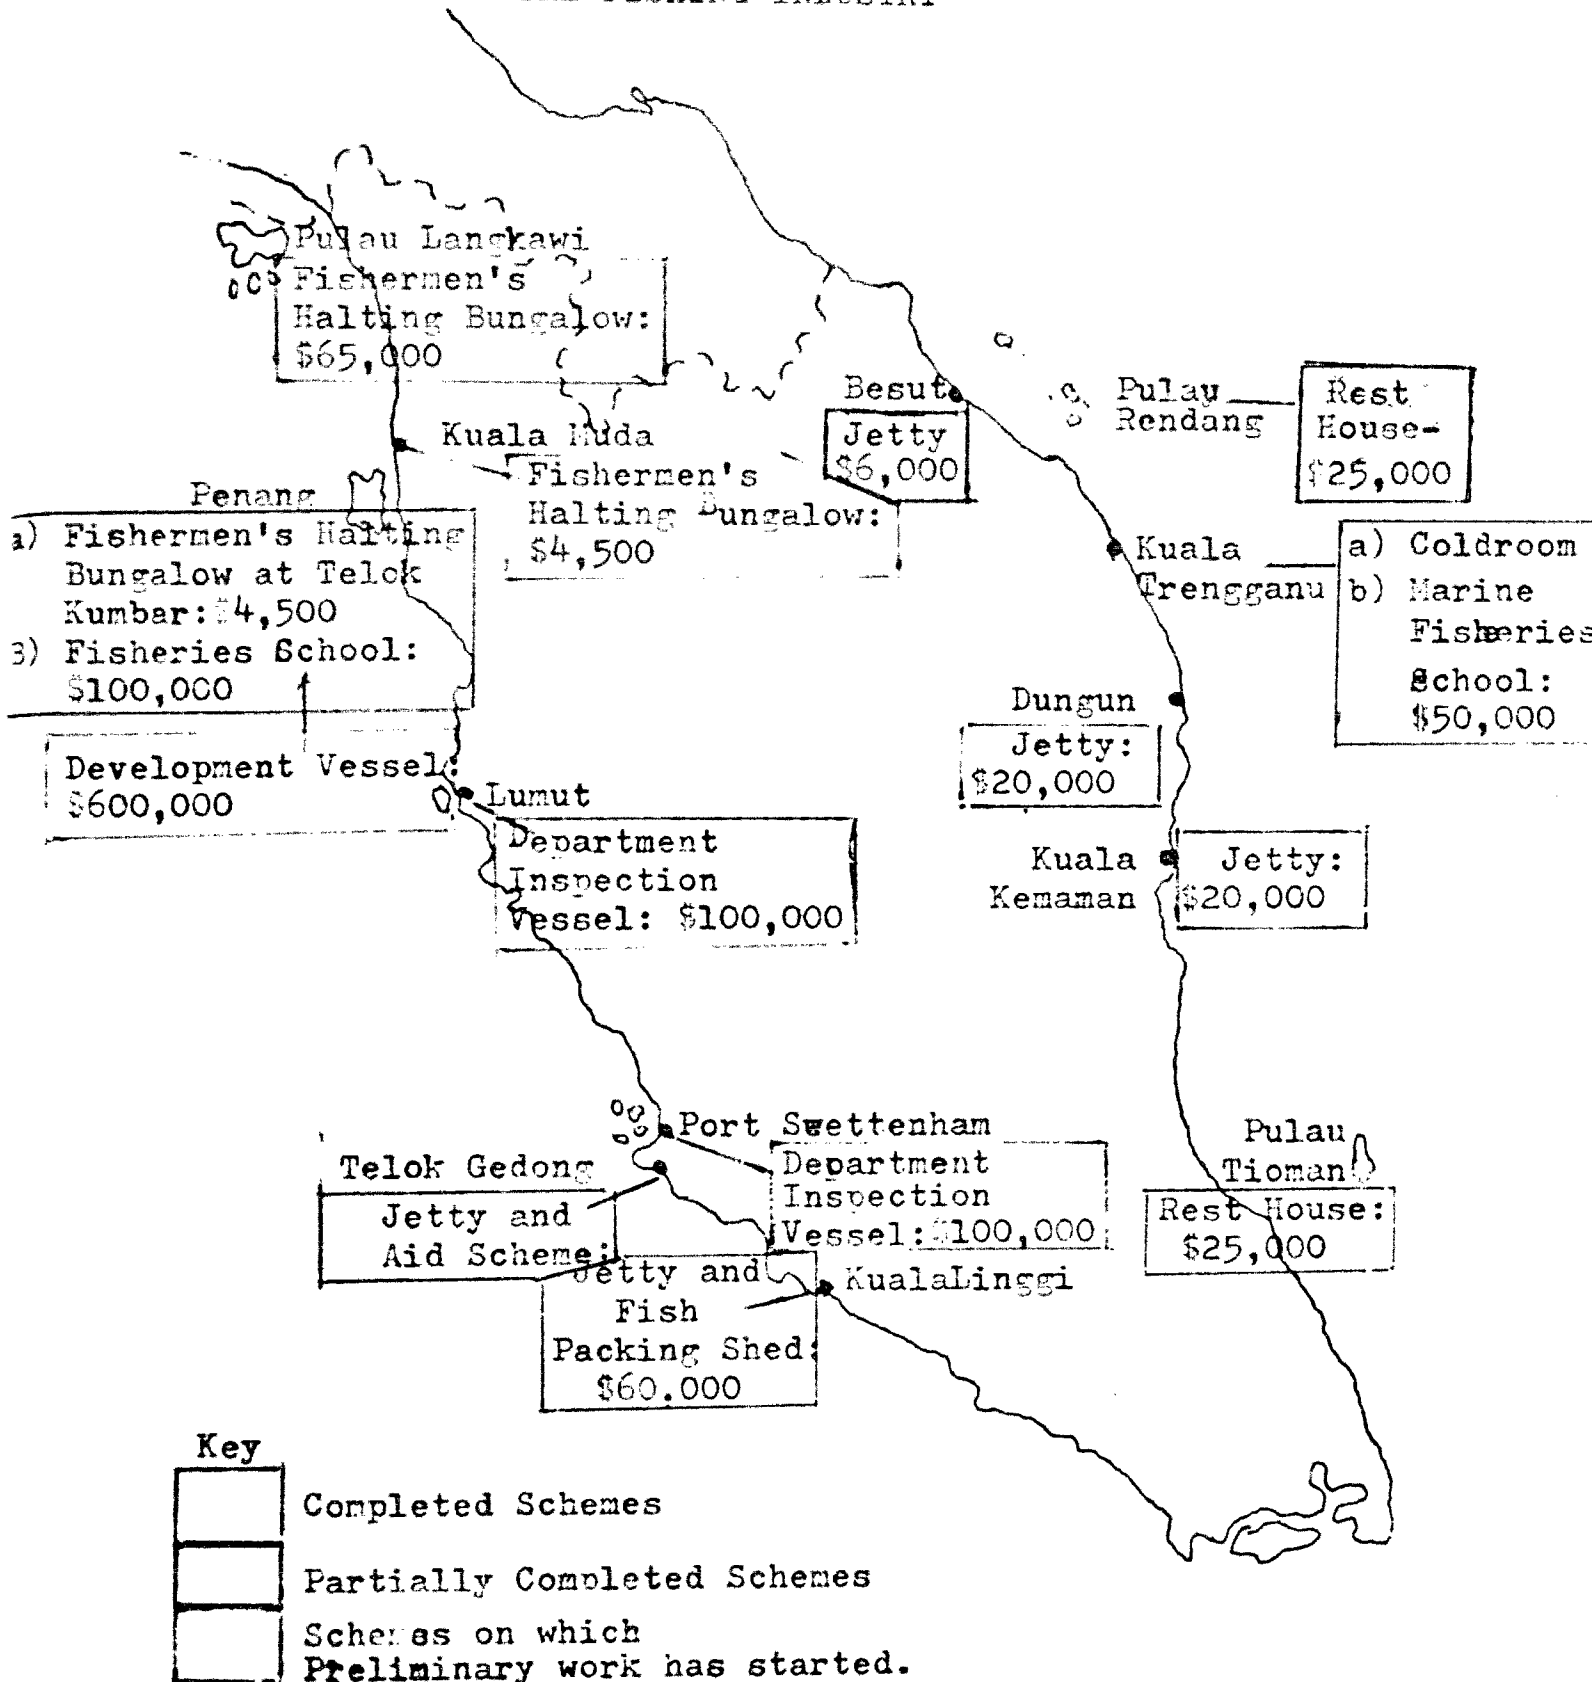 FISHING INDUSTRY
Pulau Langkawi
Fishermen's
Halting Bungalow:
$65,000
Besut
Jetty
$6,000
Pulau
Rendang
Rest
House-
$25,000
Kuala Muda
Fishermen's
Halting Bungalow:
$4,500
Penang
a) Fishermen's Halting
Bungalow at Telok
Kumbar: $4,500
B) Fisheries School:
$100,000
Kuala
Trengganu
a) Coldroom
b) Marine
Fisheries
School:
$50,000
Dungun
Jetty:
$20,000
Development Vessel:
$600,000
Lumut
Department
Inspection
Vessel: $100,000
Kuala
Kemaman
Jetty:
$20,000
Port Swettenham
Department
Inspection
Vessel: $100,000
Pulau
Tioman
Rest House:
$25,000
Telok Gedong
Jetty and
Aid Scheme:
KualaLinggi
Jetty and
Fish
Packing Shed:
$60.000
Key
Completed Schemes
Partially Completed Schemes
Schemes on which
Preliminary work has started.